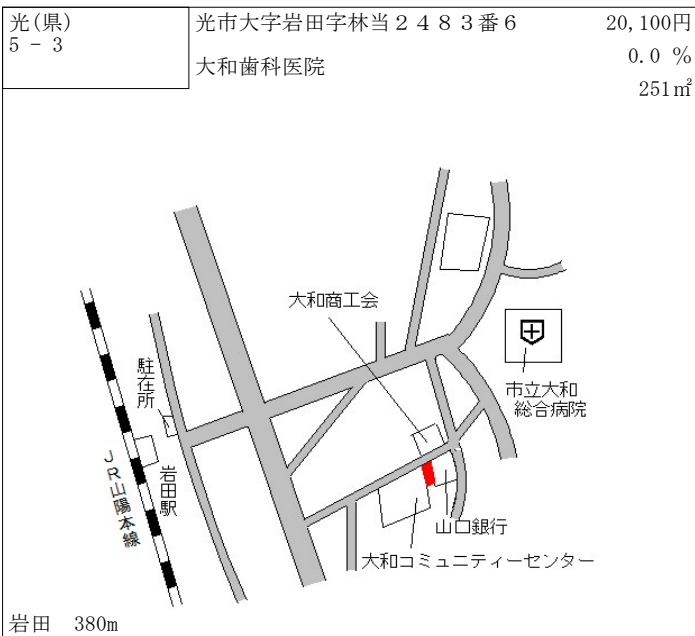 光(県)
5 - 3
光市大字岩田字林当２４８３番６
大和歯科医院
20,100円
0.0 %
251㎡
大和商工会
駐在所
市立大和
総合病院
岩田駅
ＪＲ山陽本線
山口銀行
大和コミュニティーセンター
岩田 380m